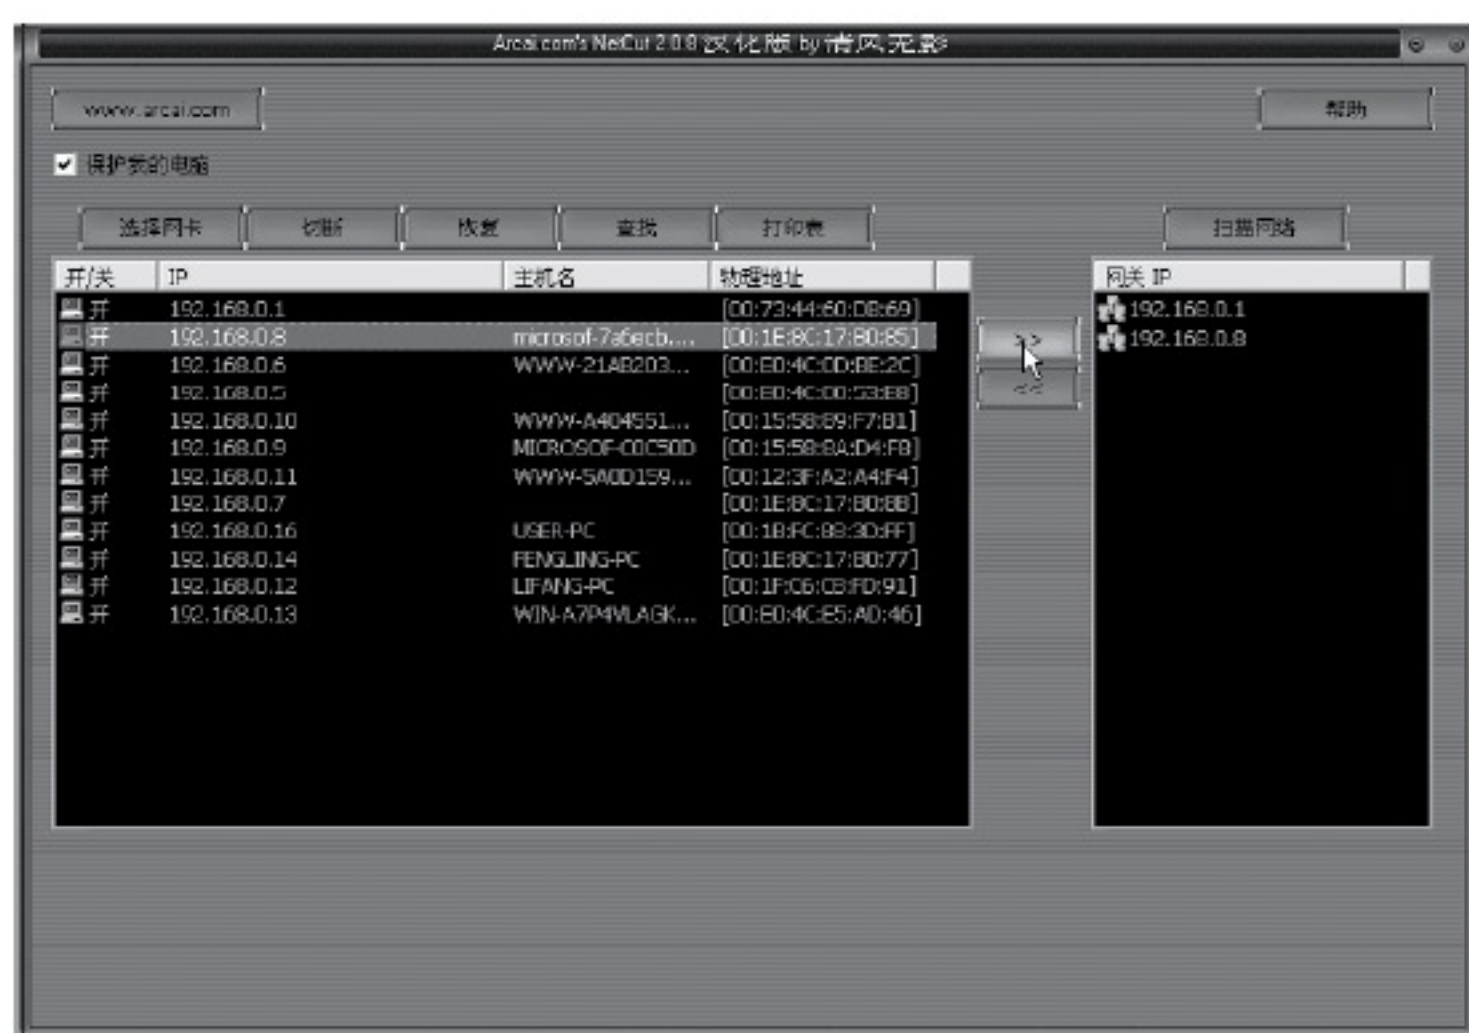 Arcai.com's NetCut 2.0.8 汉化版 by 清风无影
www.arcai.com 帮助
保护我的电脑
选择网卡 切断 恢复 查找 打印表 扫描网络
开/关 IP 主机名 物理地址 网关 IP
开 192.168.0.1 [00:73:44:60:DB:69] 192.168.0.1
开 192.168.0.8 microsof-7a6ecb.... [00:1E:8C:17:B0:85] >> 192.168.0.8
开 192.168.0.6 WWW-21AB203... [00:E0:4C:0D:BE:2C]
开 192.168.0.5 [00:E0:4C:00:53:E8] <<
开 192.168.0.10 WWW-A404551... [00:15:58:89:F7:B1]
开 192.168.0.9 MICROSOF-C0C50D [00:15:58:8A:D4:F8]
开 192.168.0.11 WWW-5A0D159... [00:12:3F:A2:A4:F4]
开 192.168.0.7 [00:1E:8C:17:B0:8B]
开 192.168.0.16 USER-PC [00:1B:FC:88:3D:FF]
开 192.168.0.14 FENGLING-PC [00:1E:8C:17:B0:77]
开 192.168.0.12 LIFANG-PC [00:1F:C6:CB:FD:91]
开 192.168.0.13 WIN-A7P4VLAGK... [00:E0:4C:E5:AD:46]